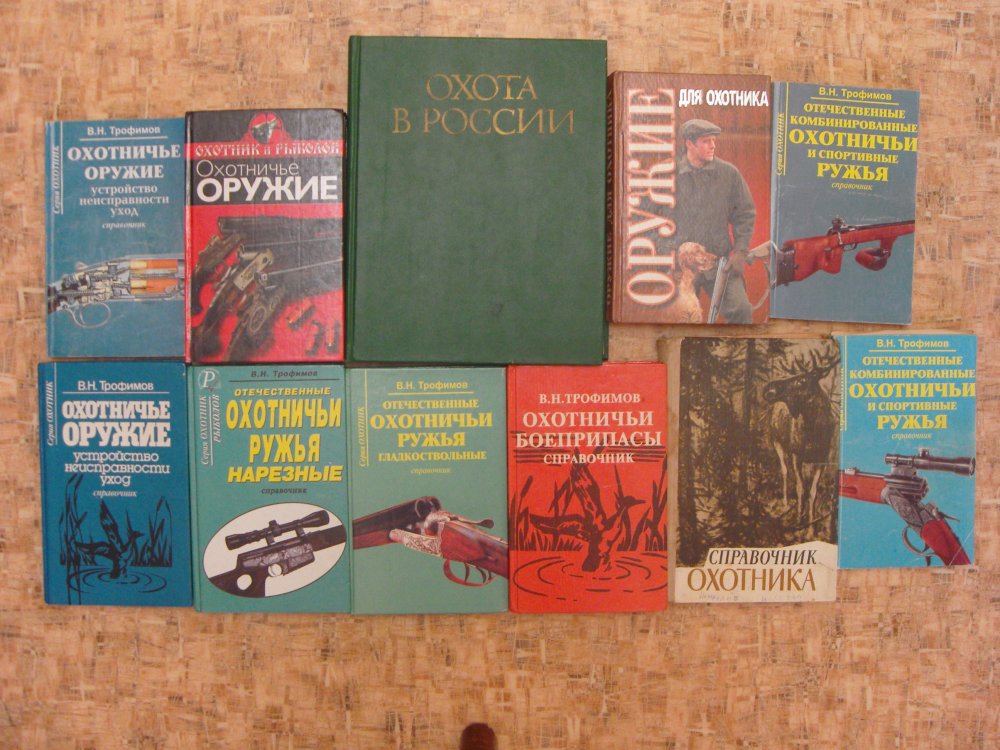 В.Н. Трофимов
ОХОТНИЧЬЕ
ОРУЖИЕ
устройство
неисправности
уход
справочник
Серия ОХОТНИК
ОХОТНИК и РЫБОЛОВ
Охотничье
ОРУЖИЕ
ОХОТА
В РОССИИ
ОРУЖИЕ
ДЛЯ ОХОТНИКА
В.Н. Трофимов
ОТЕЧЕСТВЕННЫЕ
КОМБИНИРОВАННЫЕ
ОХОТНИЧЬИ
И СПОРТИВНЫЕ
РУЖЬЯ
справочник
Серия ОХОТНИК
В.Н. Трофимов
ОХОТНИЧЬЕ
ОРУЖИЕ
устройство
неисправности
уход
справочник
Серия ОХОТНИК
Р
В.Н. Трофимов
ОТЕЧЕСТВЕННЫЕ
ОХОТНИЧЬИ
РУЖЬЯ
НАРЕЗНЫЕ
справочник
Серия ОХОТНИК
РЫБОЛОВ
В.Н. Трофимов
ОТЕЧЕСТВЕННЫЕ
ОХОТНИЧЬИ
РУЖЬЯ
ГЛАДКОСТВОЛЬНЫЕ
справочник
Серия ОХОТНИК
В.Н.ТРОФИМОВ
ОХОТНИЧЬИ
БОЕПРИПАСЫ
СПРАВОЧНИК
СПРАВОЧНИК
ОХОТНИКА
В.Н. Трофимов
ОТЕЧЕСТВЕННЫЕ
КОМБИНИРОВАННЫЕ
ОХОТНИЧЬИ
И СПОРТИВНЫЕ
РУЖЬЯ
справочник